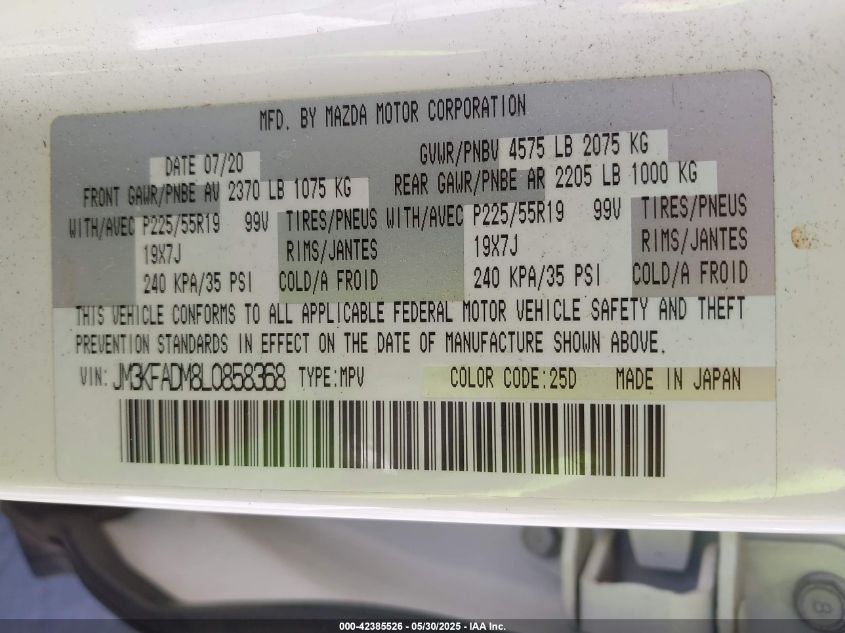 MFD. BY MAZDA MOTOR CORPORATION
DATE 07/20 GVWR/PNBV 4575 LB 2075 KG
FRONT GAWR/PNBE AV 2370 LB 1075 KG REAR GAWR/PNBE AR 2205 LB 1000 KG
WITH/AVEC P225/55R19 99V TIRES/PNEUS WITH/AVEC P225/55R19 99V TIRES/PNEUS
19X7J RIMS/JANTES 19X7J RIMS/JANTES
240 KPA/35 PSI COLD/A FROID 240 KPA/35 PSI COLD/A FROID
THIS VEHICLE CONFORMS TO ALL APPLICABLE FEDERAL MOTOR VEHICLE SAFETY AND THEFT
PREVENTION STANDARDS IN EFFECT ON THE DATE OF MANUFACTURE SHOWN ABOVE.
VIN: JM3KFADM8L0858368 TYPE:MPV COLOR CODE:25D MADE IN JAPAN
000-42385526 - 05/30/2025 - IAA Inc.